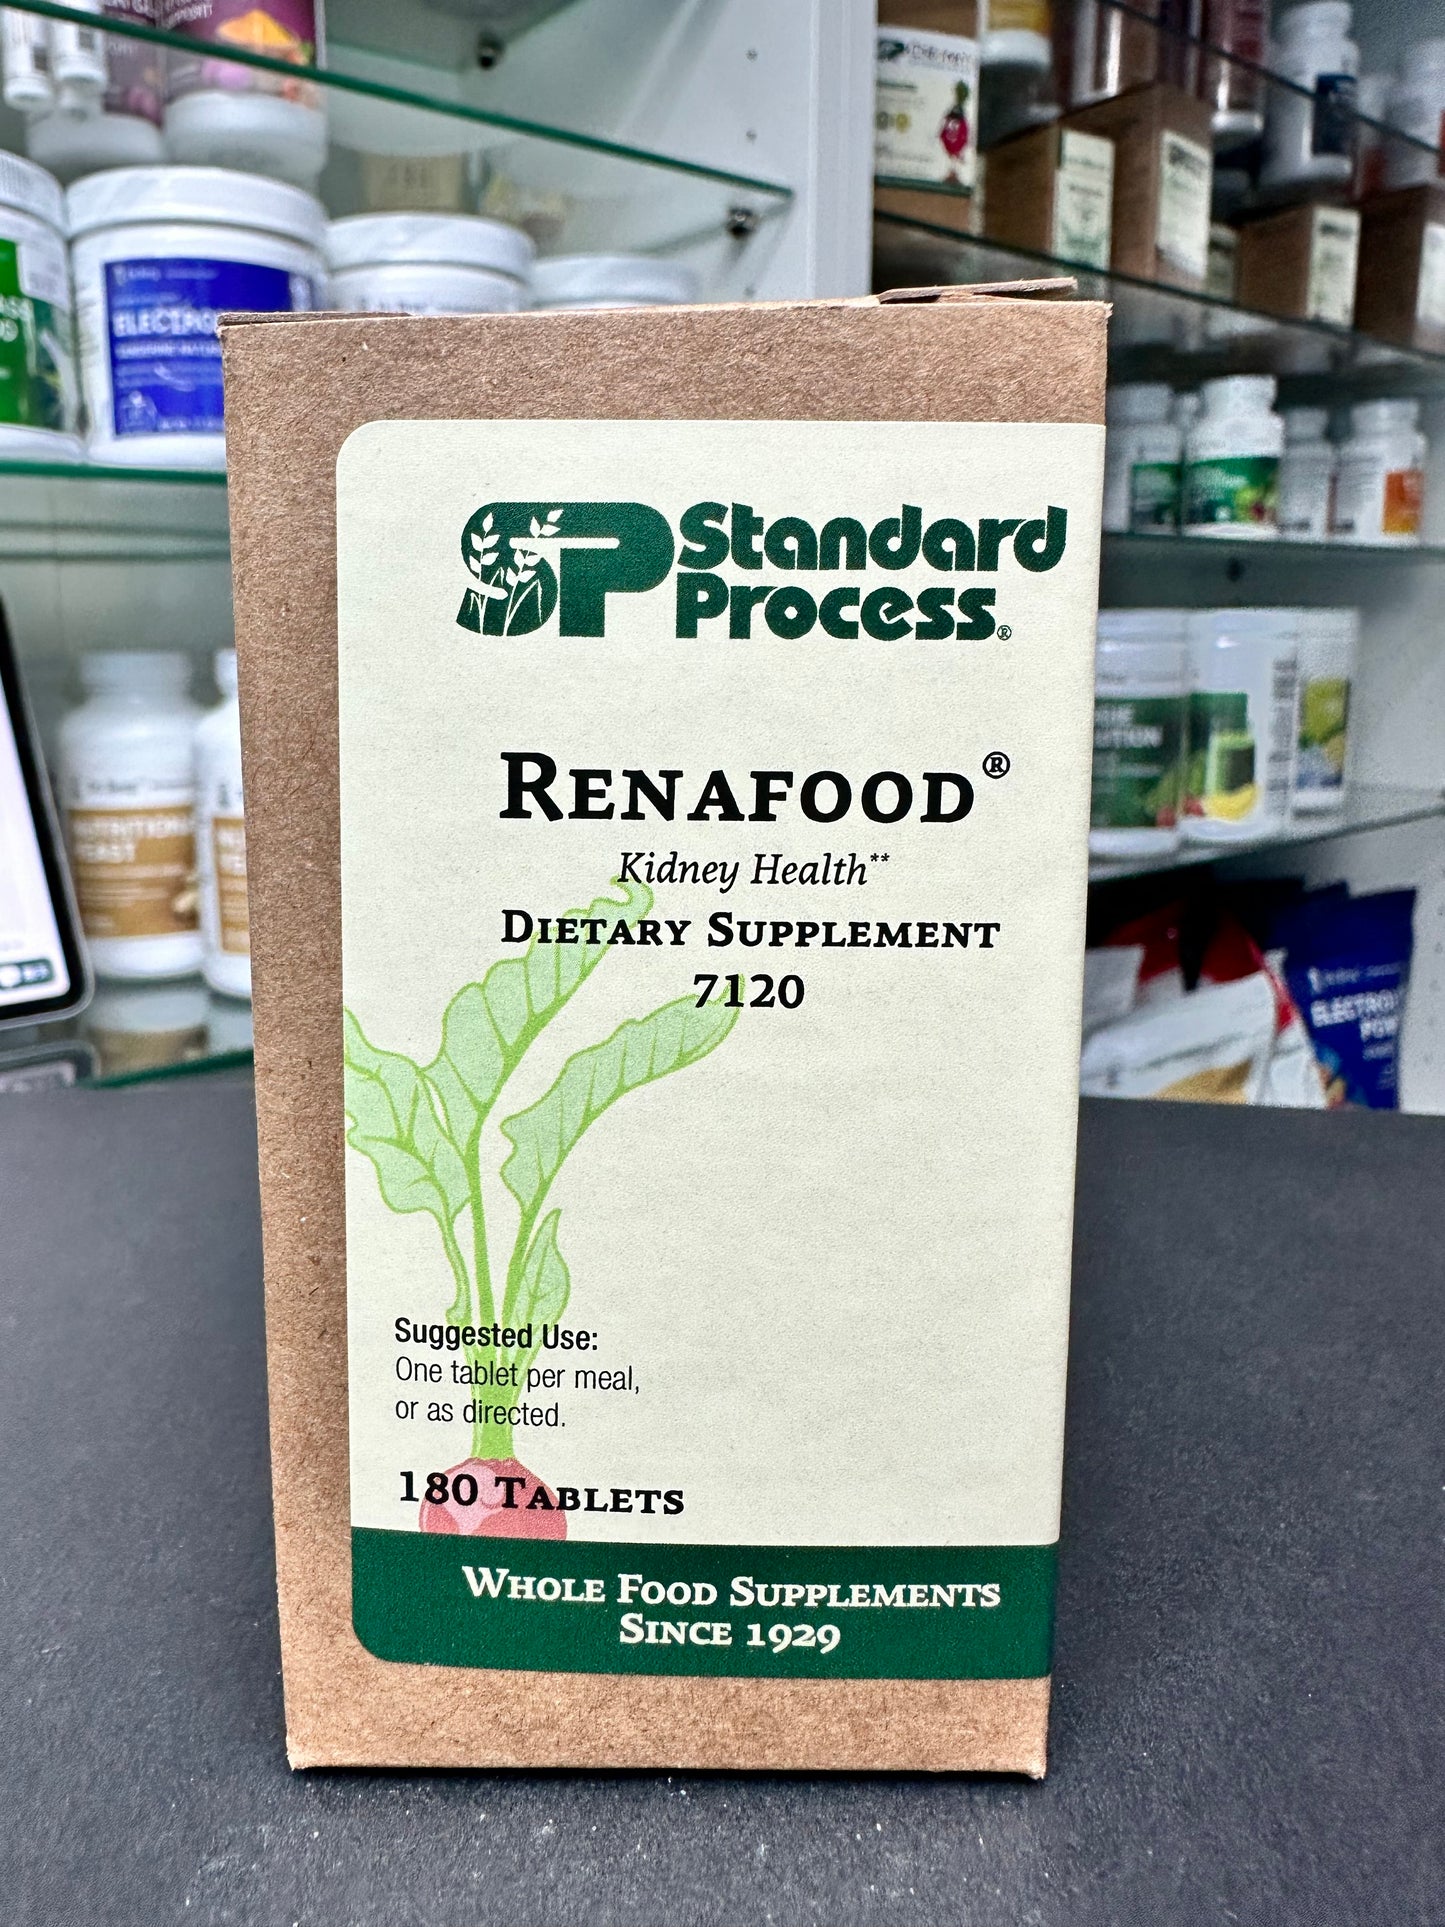 Standard
Process®
RENAFOOD®
Kidney Health**
DIETARY SUPPLEMENT
7120
Suggested Use:
One tablet per meal,
or as directed.
180 TABLETS
WHOLE FOOD SUPPLEMENTS
SINCE 1929